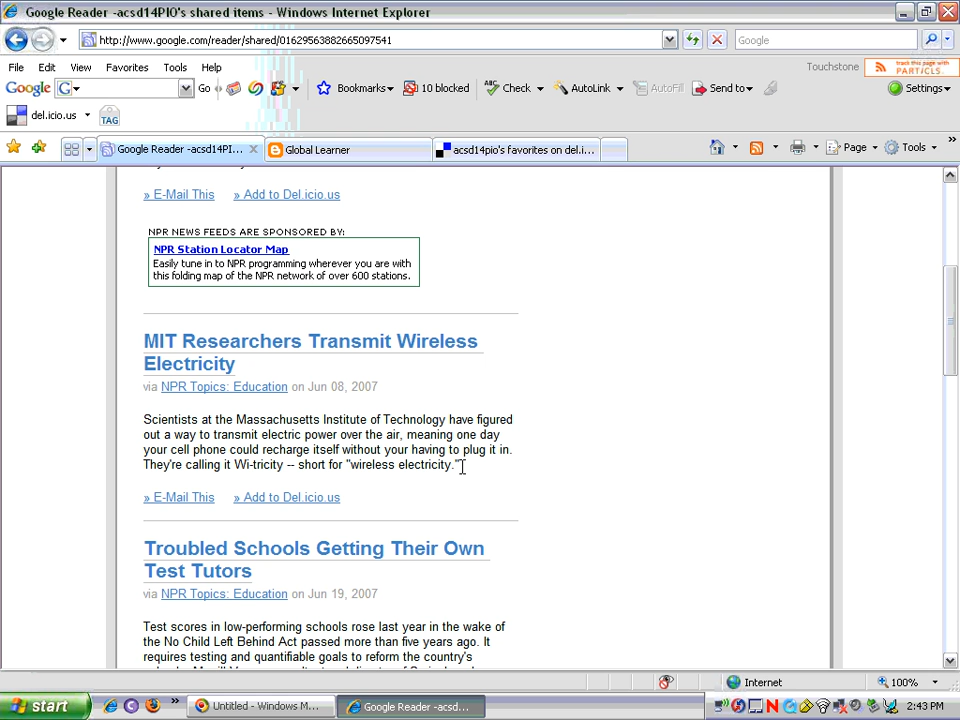 Google Reader -acsd14PIO's shared items - Windows Internet Explorer
http://www.google.com/reader/shared/01629563882665097541
Google
File Edit View Favorites Tools Help
Touchstone
track this page with
PARTICLS
Google G Go Bookmarks 10 blocked ABC Check AutoLink AutoFill Send to Settings
del.icio.us TAG
Google Reader -acsd14PI... Global Learner acsd14pio's favorites on del.i...
Page Tools
» E-Mail This » Add to Del.icio.us
NPR NEWS FEEDS ARE SPONSORED BY:
NPR Station Locator Map
Easily tune in to NPR programming wherever you are with
this folding map of the NPR network of over 600 stations.
MIT Researchers Transmit Wireless
Electricity
via NPR Topics: Education on Jun 08, 2007
Scientists at the Massachusetts Institute of Technology have figured
out a way to transmit electric power over the air, meaning one day
your cell phone could recharge itself without your having to plug it in.
They're calling it Wi-tricity -- short for "wireless electricity."
» E-Mail This » Add to Del.icio.us
Troubled Schools Getting Their Own
Test Tutors
via NPR Topics: Education on Jun 19, 2007
Test scores in low-performing schools rose last year in the wake of
the No Child Left Behind Act passed more than five years ago. It
requires testing and quantifiable goals to reform the country's
Internet 100%
start Untitled - Windows M... Google Reader -acsd... 2:43 PM